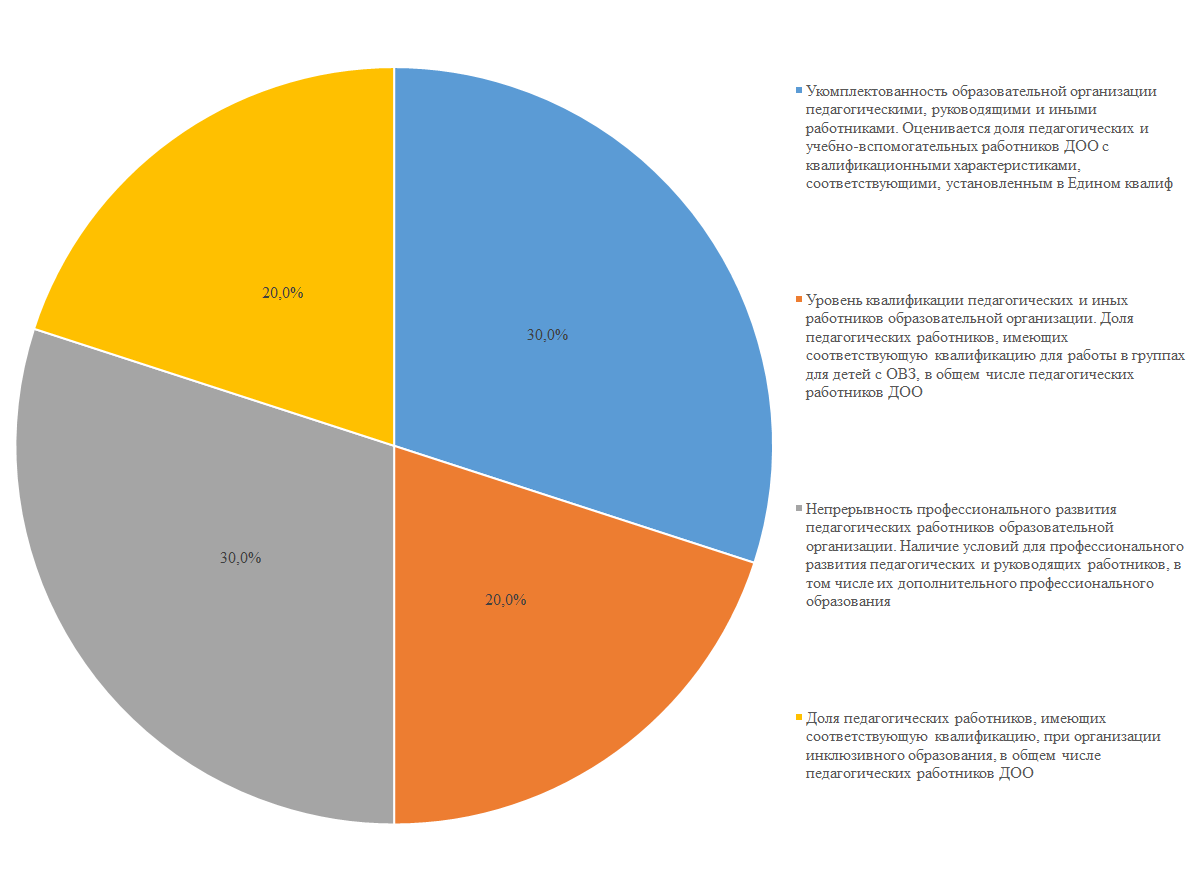 Укомплектованность образовательной организации
педагогическими, руководящими и иными
работниками. Оценивается доля педагогических и
учебно-вспомогательных работников ДОО с
квалификационными характеристиками,
соответствующими, установленным в Едином квалиф
20,0%
30,0%
Уровень квалификации педагогических и иных
работников образовательной организации. Доля
педагогических работников, имеющих
соответствующую квалификацию для работы в группах
для детей с ОВЗ, в общем числе педагогических
работников ДОО
30,0%
20,0%
Непрерывность профессионального развития
педагогических работников образовательной
организации. Наличие условий для профессионального
развития педагогических и руководящих работников, в
том числе их дополнительного профессионального
образования
Доля педагогических работников, имеющих
соответствующую квалификацию, при организации
инклюзивного образования, в общем числе
педагогических работников ДОО